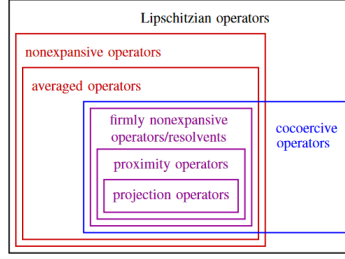 Lipschitzian operators
nonexpansive operators
averaged operators
firmly nonexpansive
operators/resolvents
cocoercive
operators
proximity operators
projection operators